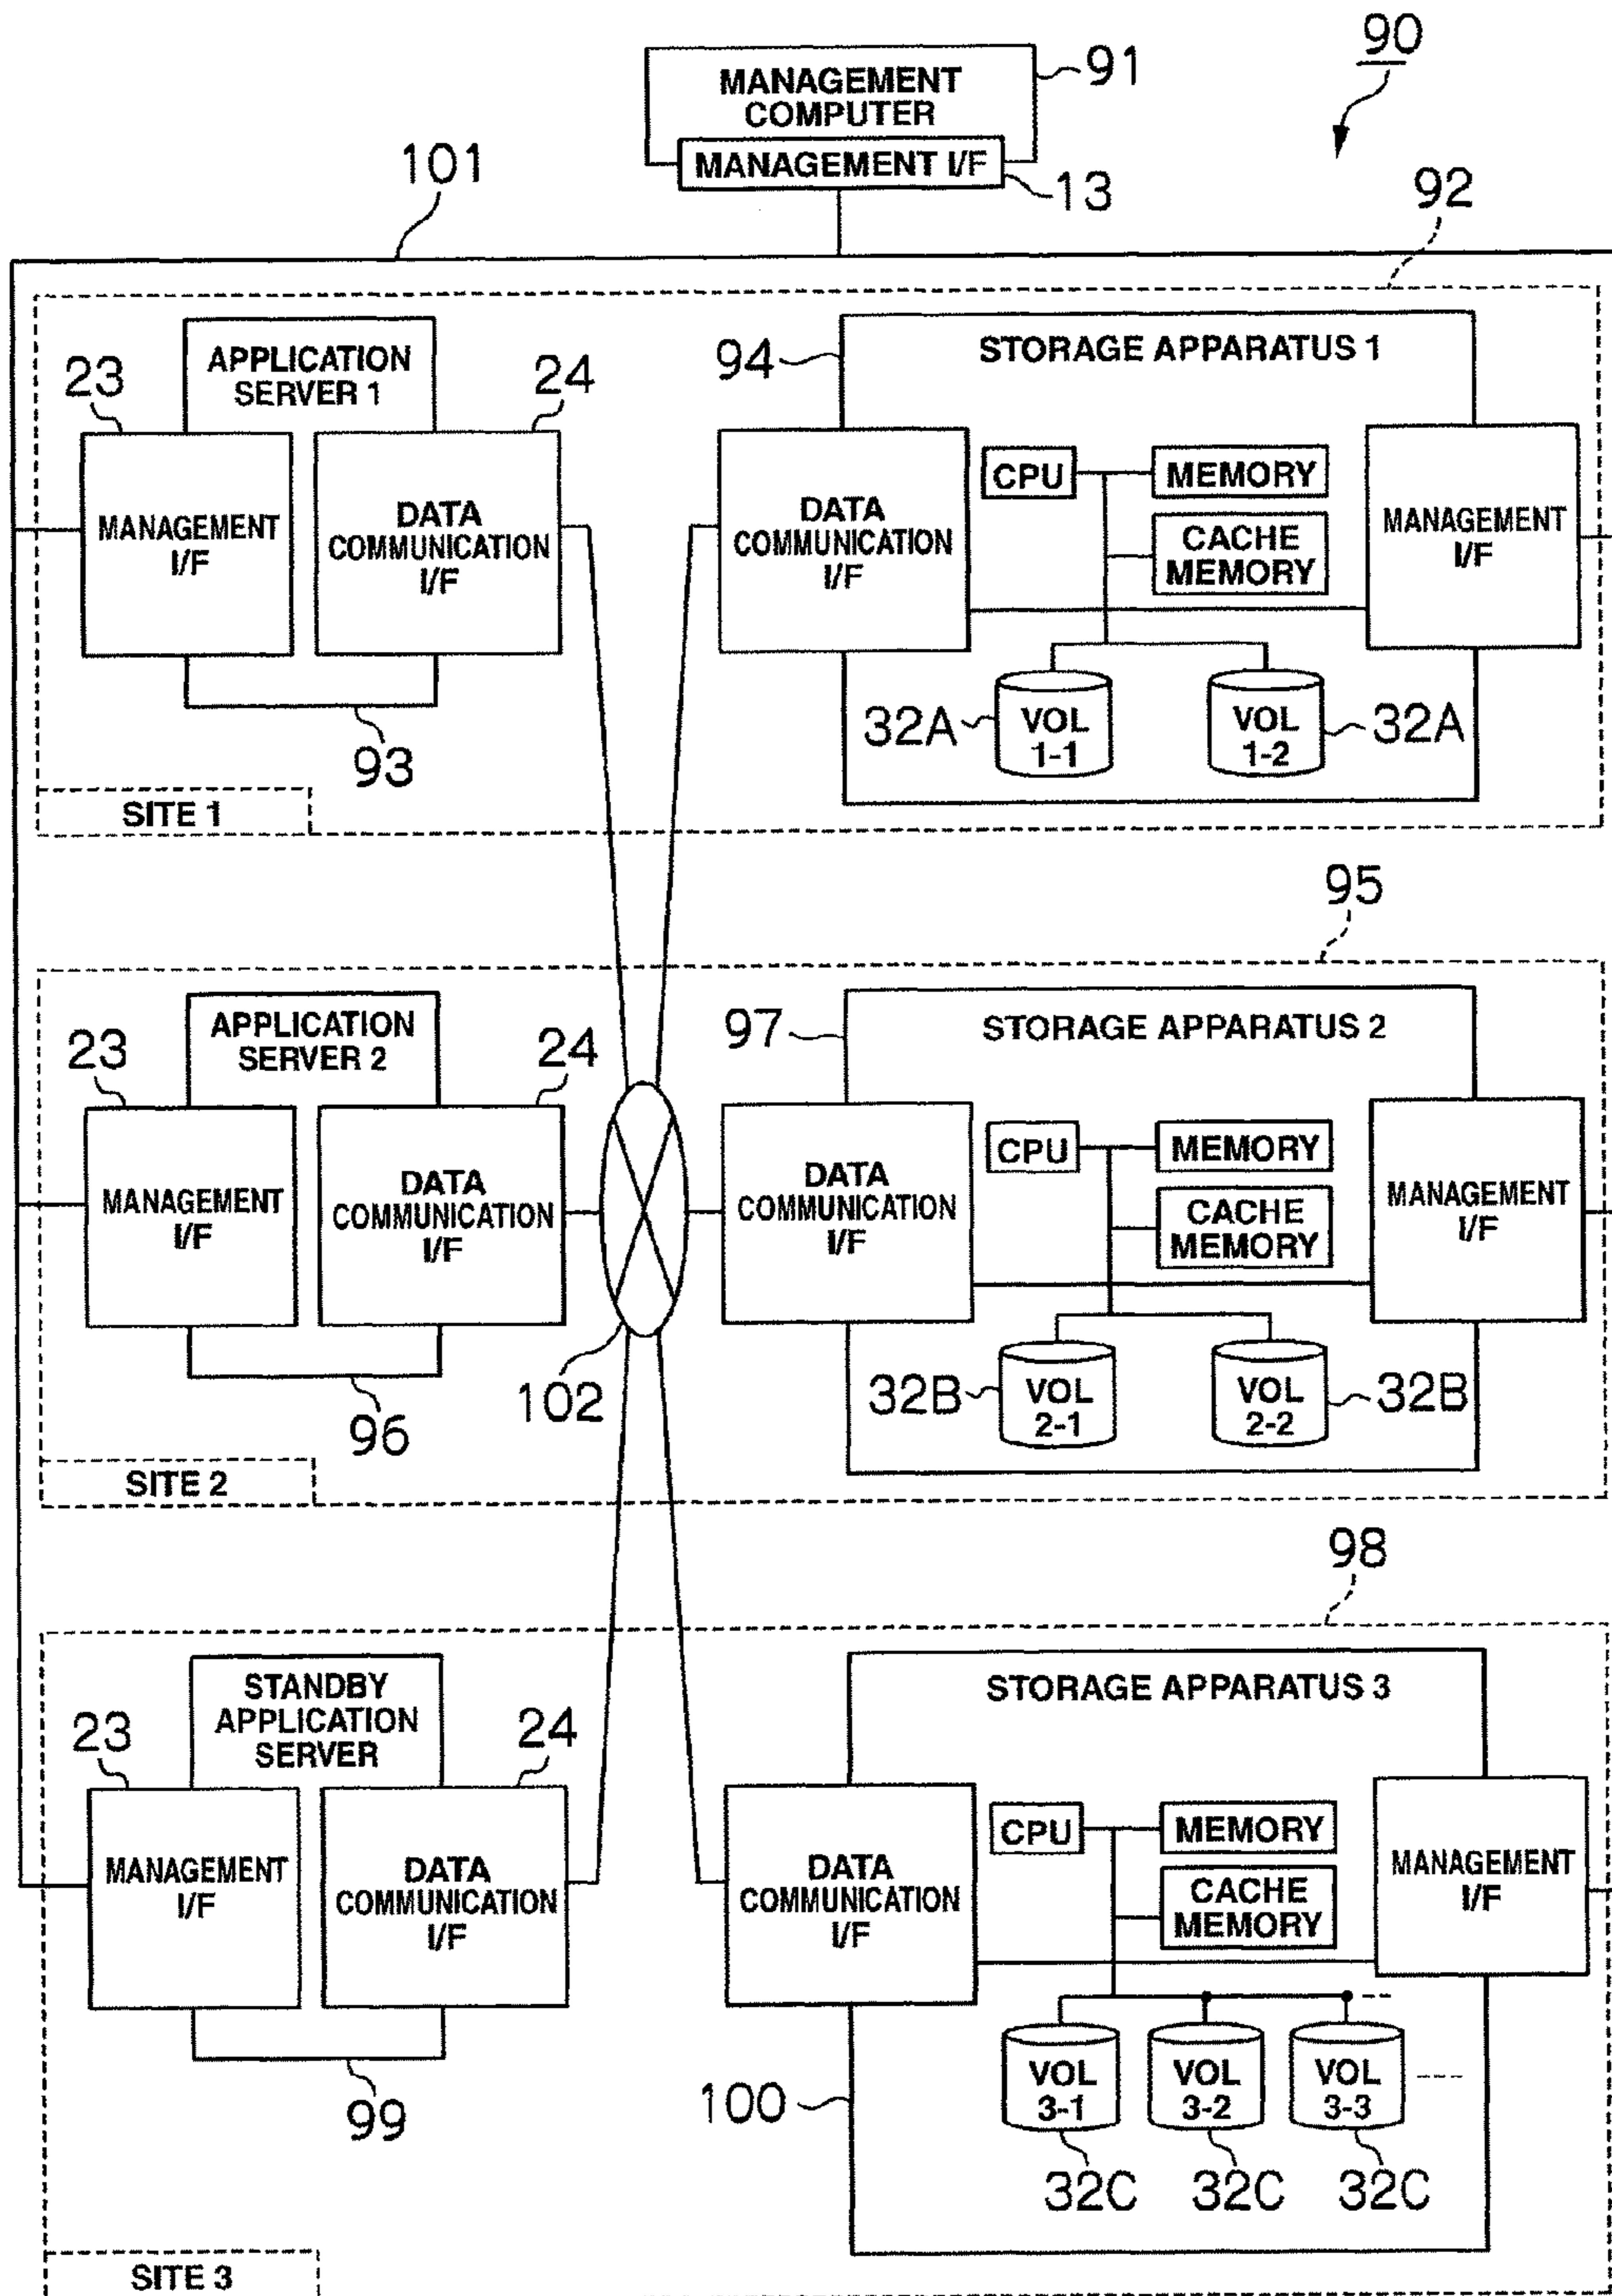 90
MANAGEMENT
COMPUTER
91
MANAGEMENT I/F
13
101
92
APPLICATION
SERVER 1
23
24
MANAGEMENT
I/F
DATA
COMMUNICATION
I/F
93
SITE 1
94
STORAGE APPARATUS 1
DATA
COMMUNICATION
I/F
CPU
MEMORY
CACHE
MEMORY
MANAGEMENT
I/F
32A
VOL
1-1
VOL
1-2
32A
95
APPLICATION
SERVER 2
23
24
MANAGEMENT
I/F
DATA
COMMUNICATION
I/F
96
SITE 2
102
97
STORAGE APPARATUS 2
DATA
COMMUNICATION
I/F
CPU
MEMORY
CACHE
MEMORY
MANAGEMENT
I/F
32B
VOL
2-1
VOL
2-2
32B
98
STANDBY
APPLICATION
SERVER
23
24
MANAGEMENT
I/F
DATA
COMMUNICATION
I/F
99
SITE 3
STORAGE APPARATUS 3
DATA
COMMUNICATION
I/F
CPU
MEMORY
CACHE
MEMORY
MANAGEMENT
I/F
100
VOL
3-1
VOL
3-2
VOL
3-3
32C
32C
32C